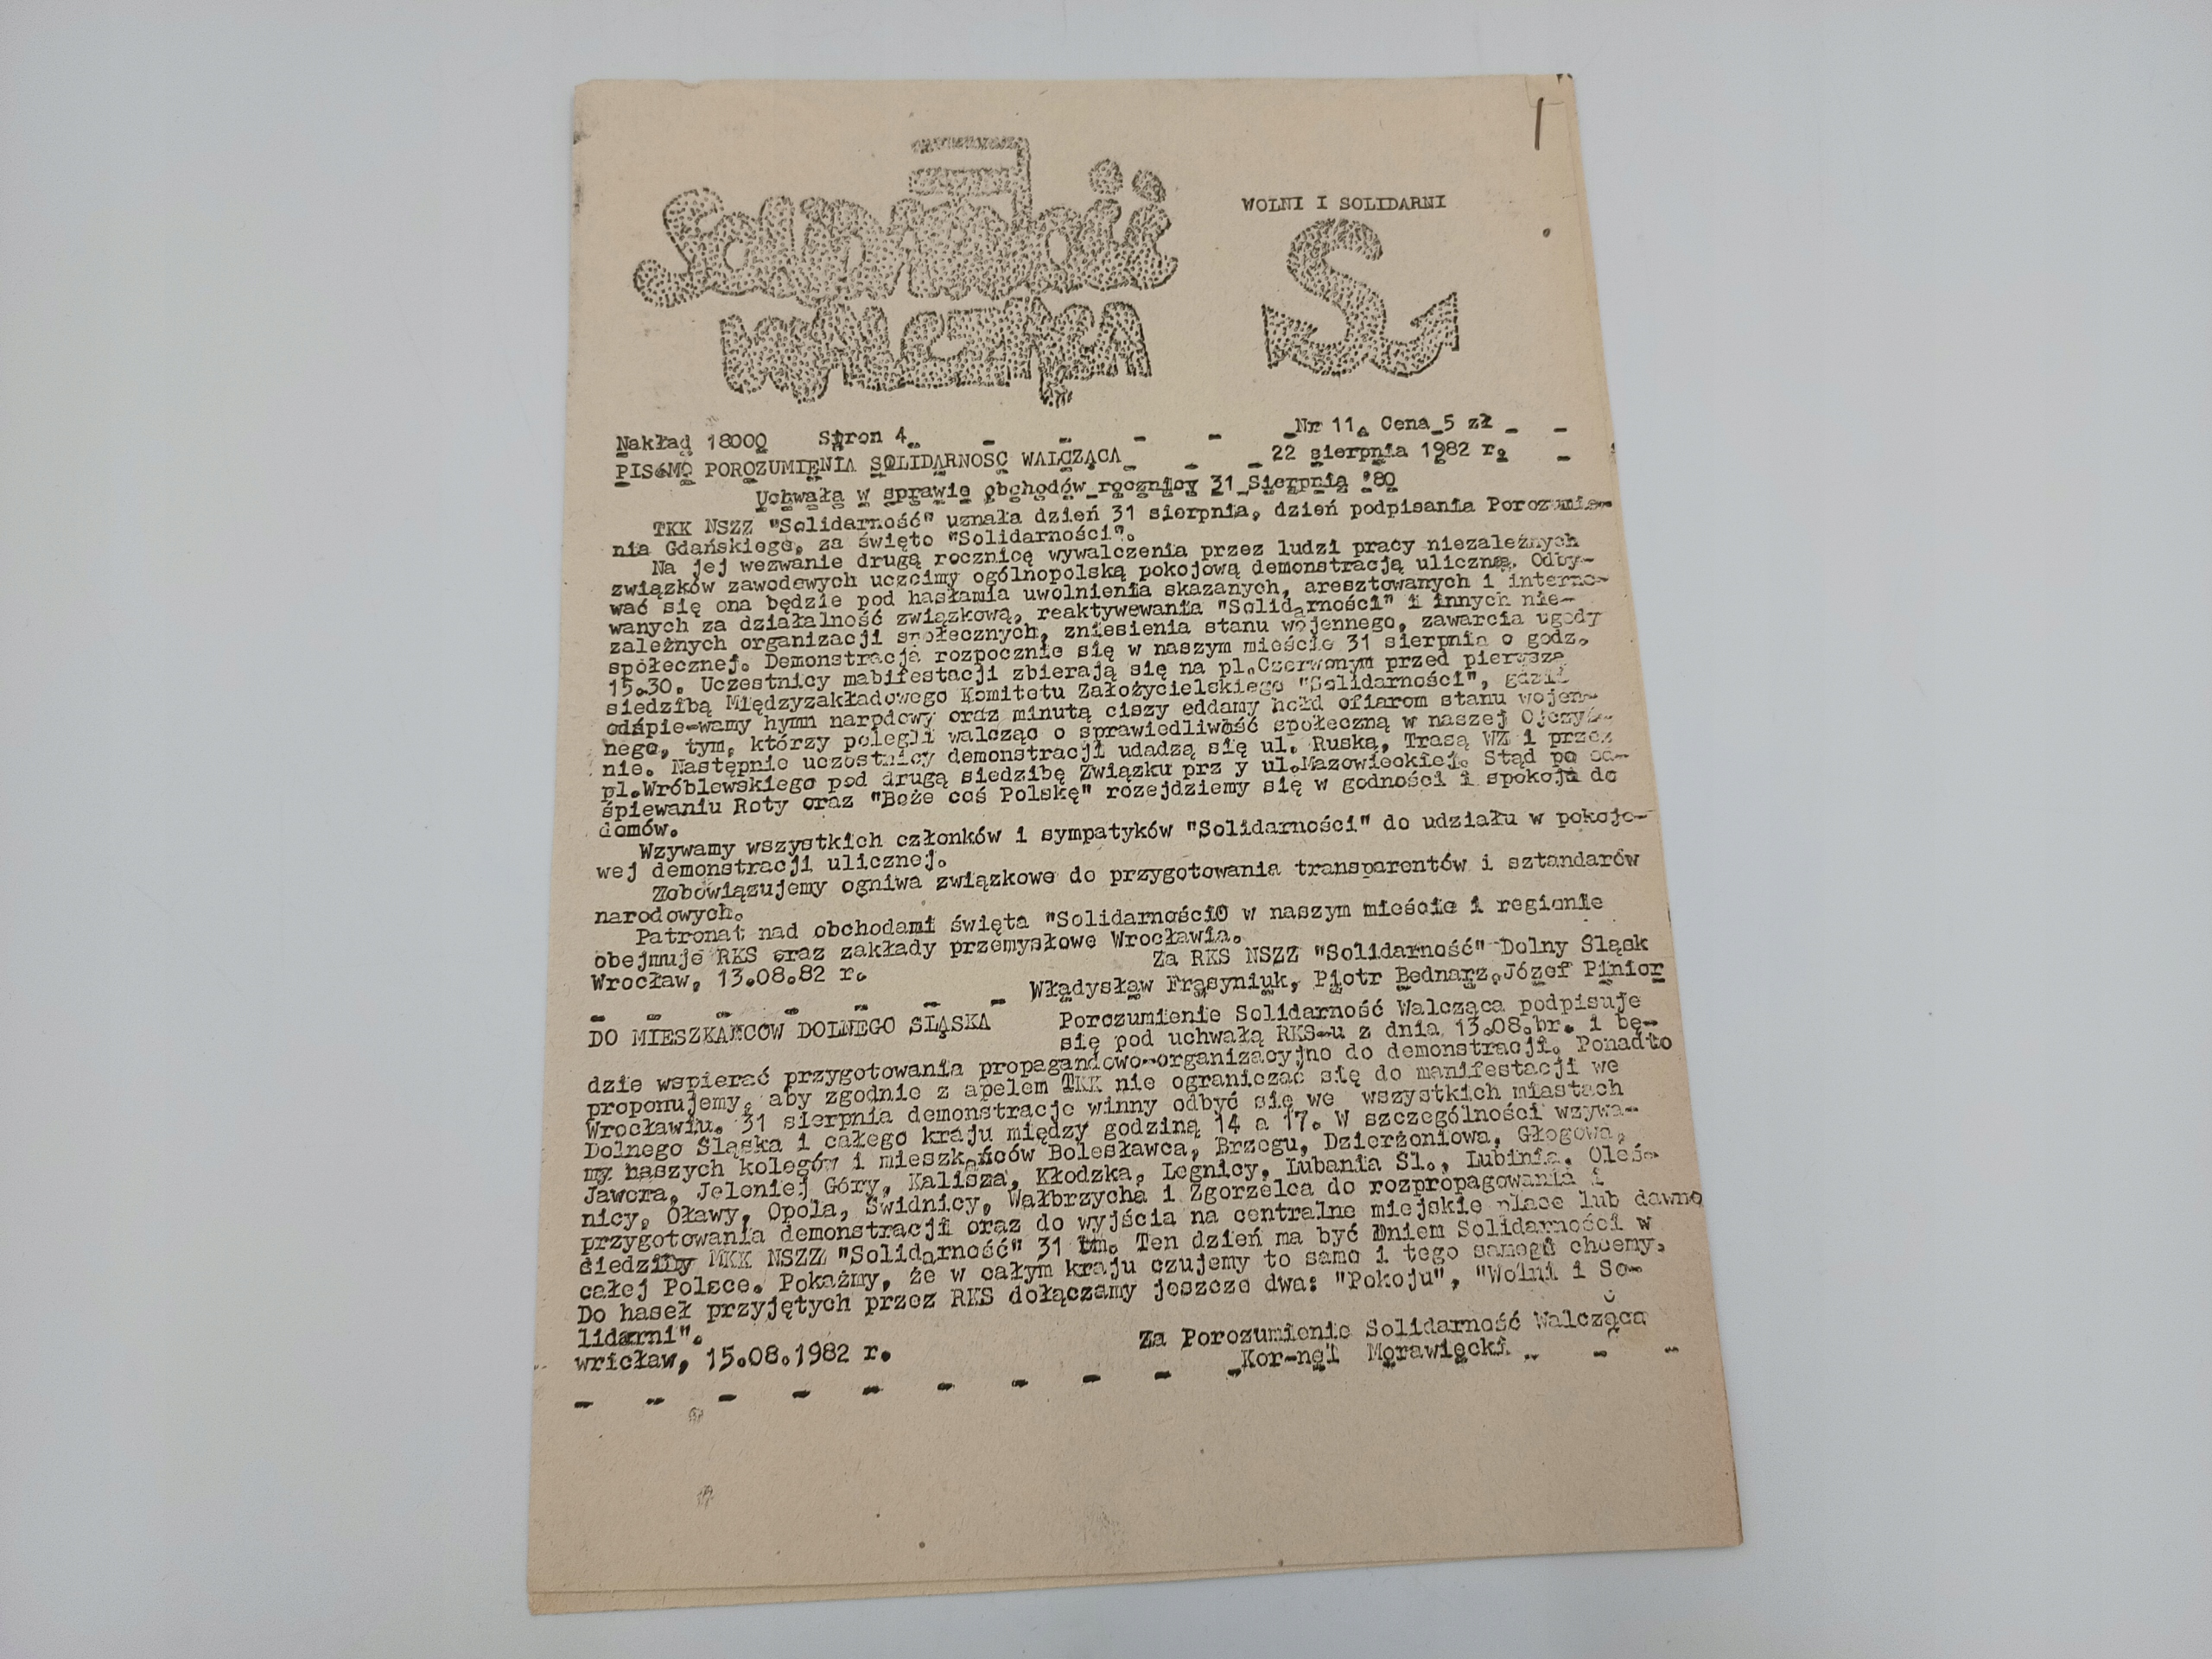 Solidarność
WALCZĄCA
WOLNI I SOLIDARNI
Nakład 18000 Stron 4 Nr 11. Cena 5 zł
PISśMO POROZUMIENIA SOLIDARNOSC WALCZĄCA 22 sierpnia 1982 r.
Uchwała w sprawie obchodów rocznicy 31 Sierpnia '80
TKK NSZZ "Solidarność" uznała dzień 31 sierpnia, dzień podpisania Porozumie-
nia Gdańskiego, za święto "Solidarności".
Na jej wezwanie drugą rocznicę wywalczenia przez ludzi pracy niezależnych
związków zawodowych uczcimy ogólnopolską pokojową demonstracją uliczną. Odby-
wać się ona będzie pod hasłamia uwolnienia skazanych, aresztowanych i interno-
wanych za działalność związkową, reaktywewania "Solidarności" i innych nie-
zależnych organizacji społecznych, zniesienia stanu wojennego, zawarcia ugody
społecznej. Demonstracja rozpocznie się w naszym mieście 31 sierpnia o godz.
15.30. Uczestnicy mabifestacji zbierają się na pl.Czerwonym przed pierwszą
siedzibą Międzyzakładowego Komitetu Założycielskiego "Solidarności", gdzie
odśpie-wamy hymn narodowy oraz minutą ciszy eddamy hołd ofiarom stanu wojen-
nego, tym, którzy polegli walcząc o sprawiedliwość społeczną w naszej Ojczyź-
nie. Następnie uczestnicy demonstracji udadzą się ul. Ruską, Trasą WZ i przez
pl.Wróblewskiego pod drugą siedzibę Związku prz y ul.Mazowieckiej. Stąd po od-
śpiewaniu Roty oraz "Boże coś Polskę" rozejdziemy się w godności i spokoju do
domów.
Wzywamy wszystkich członków i sympatyków "Solidarności" do udziału w pokojo-
wej demonstracji ulicznej.
Zobowiązujemy ogniwa związkowe do przygotowania transparentów i sztandarów
narodowych.
Patronat nad obchodami święta "SolidarnościO w naszym mieście i regionie
obejmuje RKS oraz zakłady przemysłowe Wrocławia.
Za RKS NSZZ "Solidarność" Dolny Śląsk
Wrocław, 13.08.82 r.
Władysław Frasyniuk, Piotr Bednarz,Józef Pinior
DO MIESZKAŃCOW DOLNEGO SLĄSKA Porozumienie Solidarność Walcząca podpisuje
się pod uchwałą RKS-u z dnia 13.08.br. i bę-
dzie wspierać przygotowania propagandowo-organizacyjno do demonstracji. Ponadto
proponujemy, aby zgodnie z apelem TKK nie ograniczać się do manifestacji we
Wrocławiu. 31 sierpnia demonstracje winny odbyć się we wszystkich miastach
Dolnego Śląska i całego kraju między godziną 14 a 17. W szczególności wzywa-
my naszych kolegów i mieszkańców Bolesławca, Brzegu, Dzierżoniowa, Głogowa,
Jawora, Jeleniej Góry, Kalisza, Kłodzka, Legnicy, Lubania Śl., Lubinia, Oleś-
nicy, Oławy, Opola, Świdnicy, Wałbrzycha i Zgorzelca do rozpropagowania i
przygotowania demonstracji oraz do wyjścia na centralne miejskie place lub dawne
siedziby MKK NSZZ "Solidarność" 31 bm. Ten dzień ma być Dniem Solidarności w
całej Polsce. Pokażmy, że w całym kraju czujemy to samo i tego samego chcemy.
Do haseł przyjętych przez RKS dołączamy jeszcze dwa: "Pokoju", "Wolni i So-
lidarni".
Za Porozumienie Solidarność Walcząca
wricław, 15.08.1982 r.
Kor-nel Morawiecki